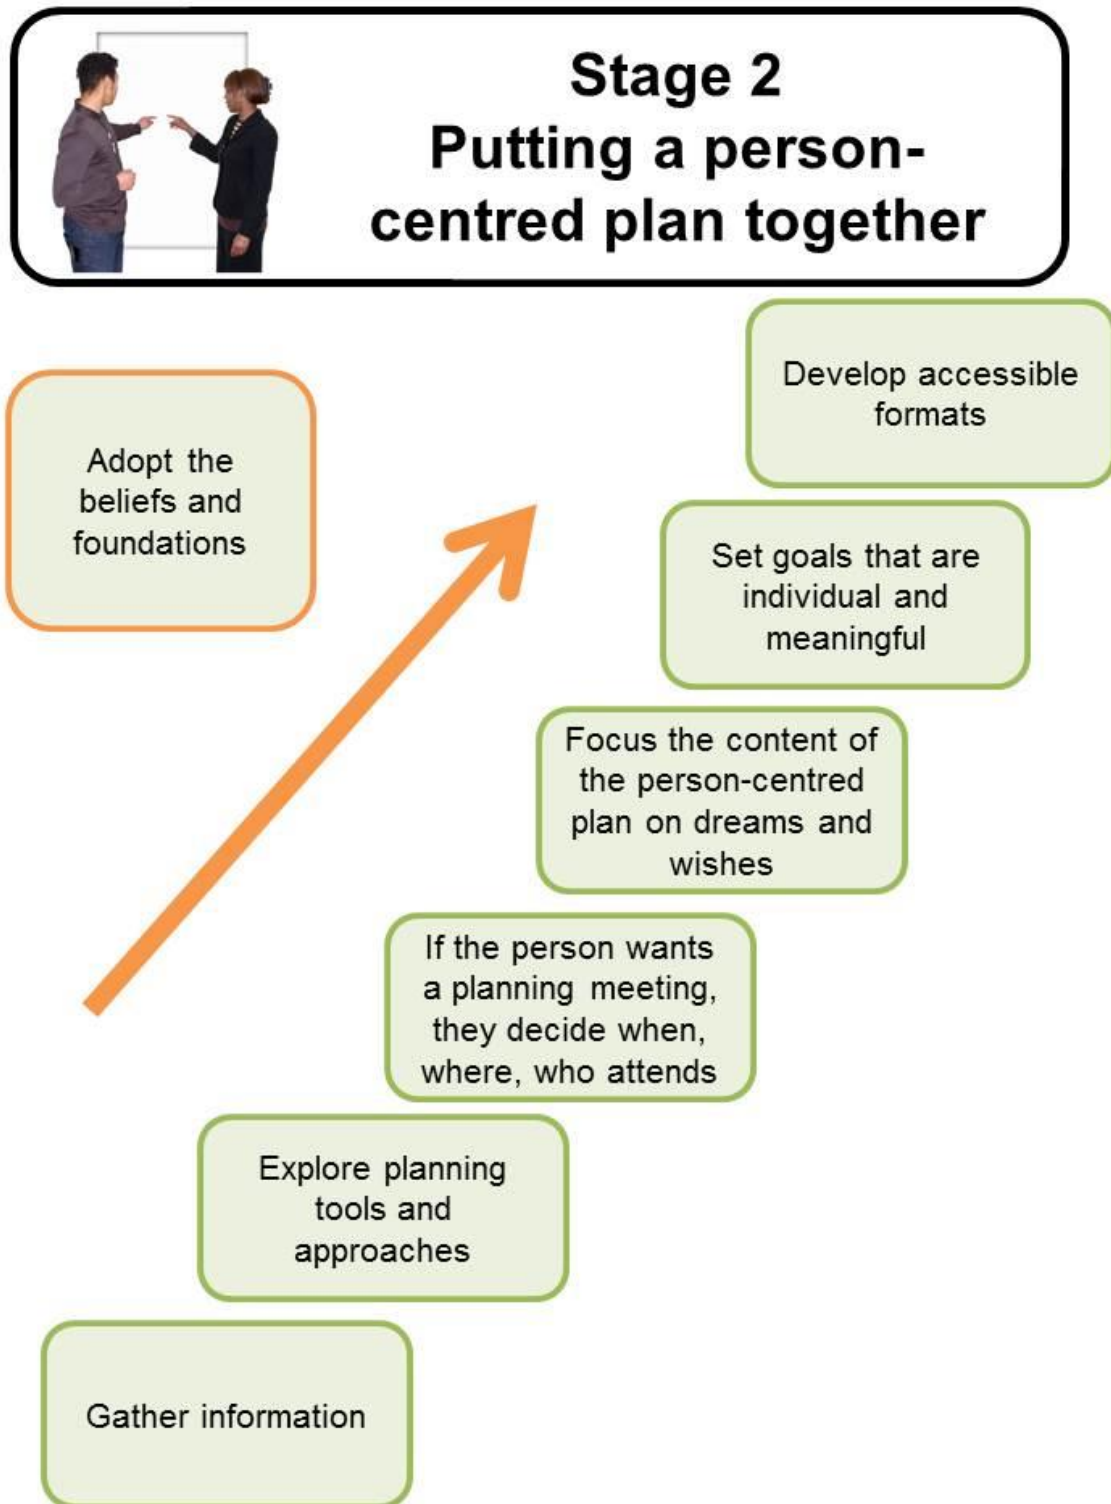 Stage 2
Putting a person-
centred plan together
Develop accessible
formats
Adopt the
beliefs and
foundations
Set goals that are
individual and
meaningful
Focus the content of
the person-centred
plan on dreams and
wishes
If the person wants
a planning meeting,
they decide when,
where, who attends
Explore planning
tools and
approaches
Gather information